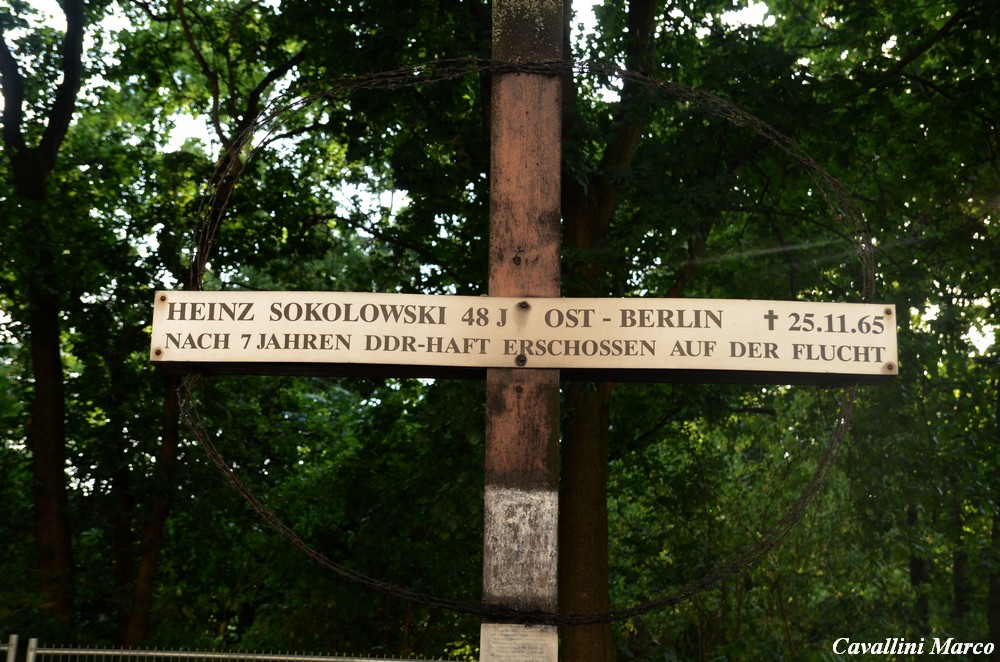 HEINZ SOKOLOWSKI 48 J OST - BERLIN ✝ 25.11.65
NACH 7 JAHREN DDR-HAFT ERSCHOSSEN AUF DER FLUCHT
Cavallini Marco